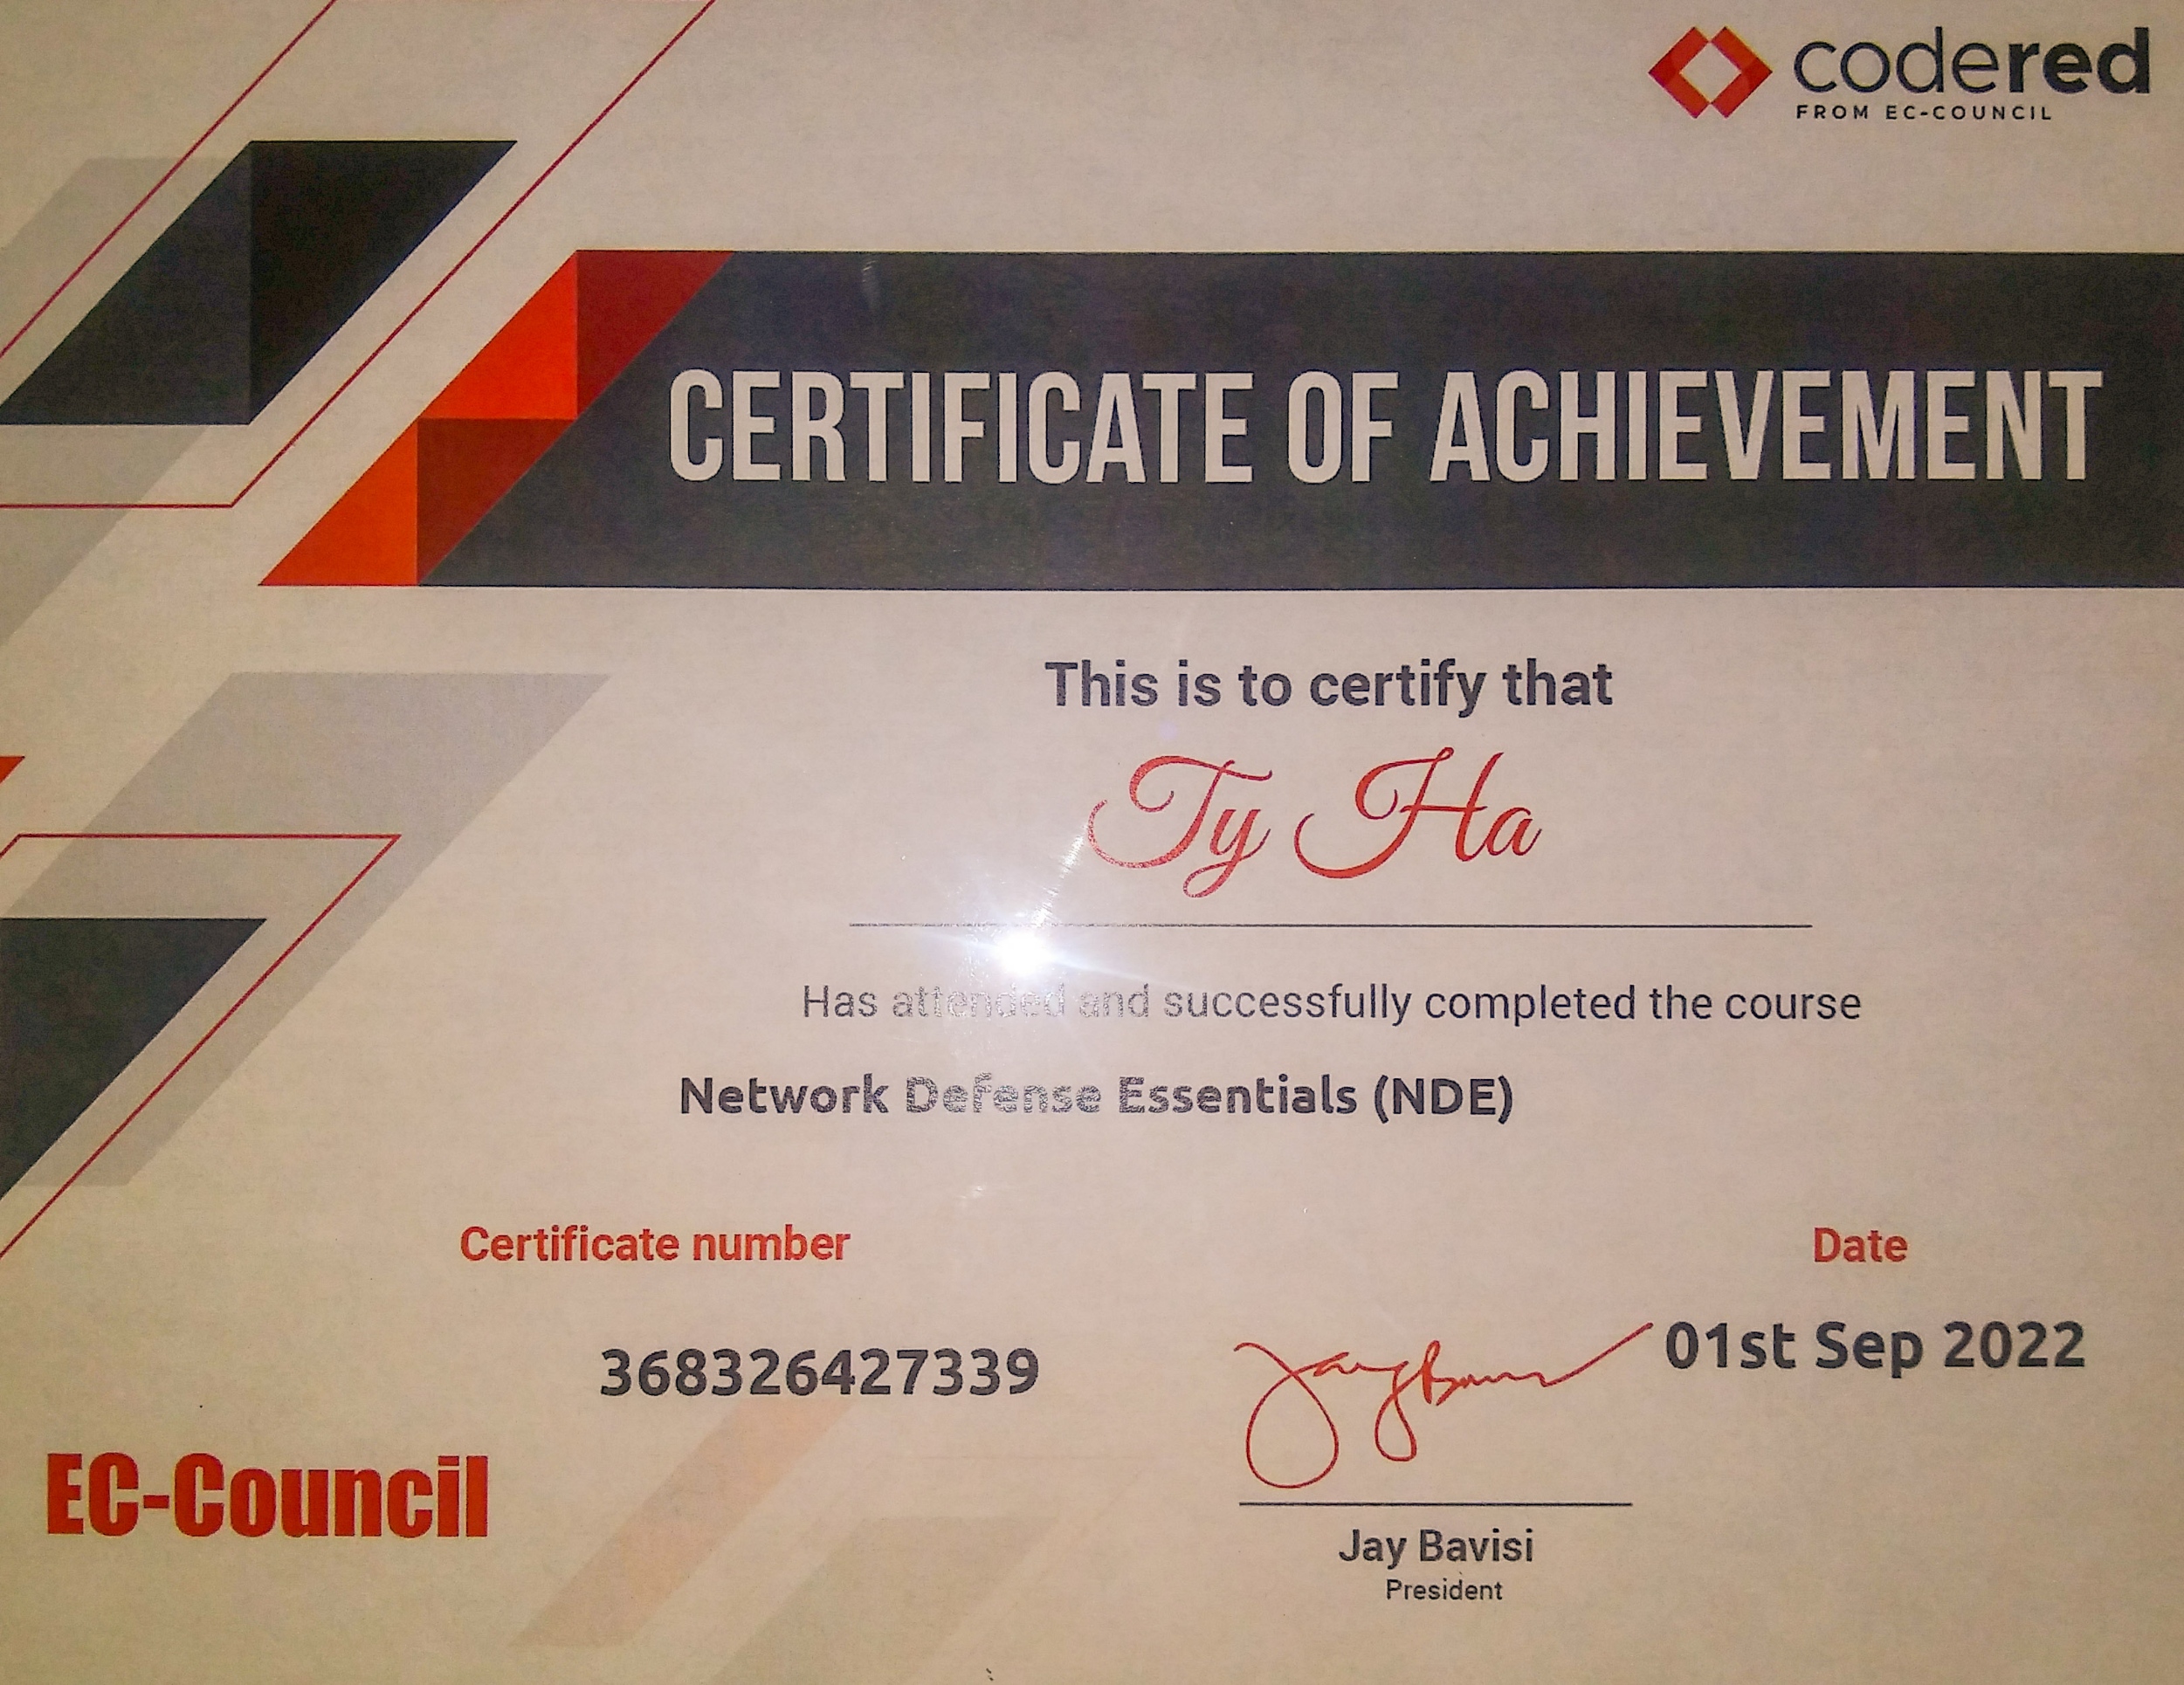 codered
FROM EC-COUNCIL
CERTIFICATE OF ACHIEVEMENT
This is to certify that
Ty Ha
Has attended and successfully completed the course
Network Defense Essentials (NDE)
Certificate number
Date
368326427339
01st Sep 2022
EC-Council
Jay Bavisi
President